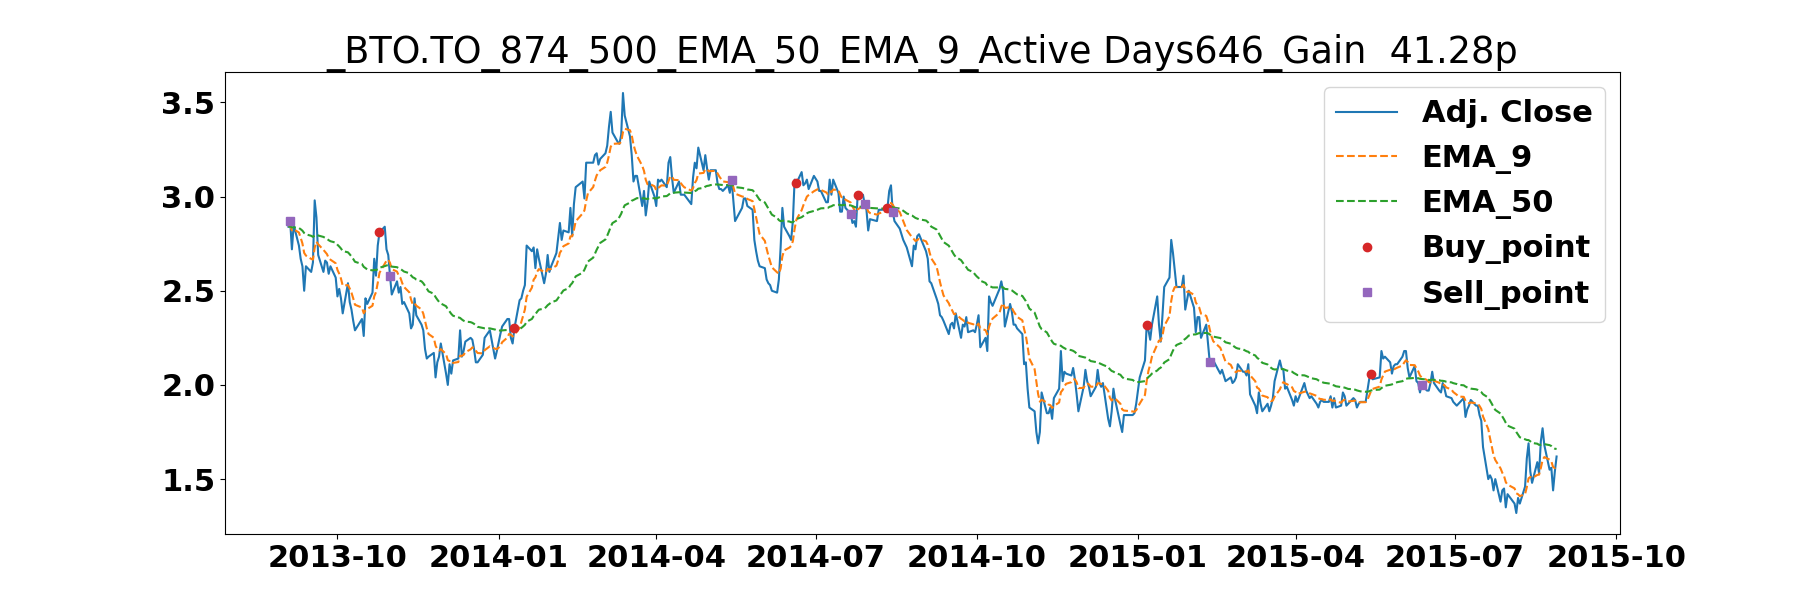 _BTO.TO_874_500_EMA_50_EMA_9_Active Days646_Gain  41.28p
3.5
3.0
2.5
2.0
1.5
Adj. Close
EMA_9
EMA_50
Buy_point
Sell_point
2013-10 2014-01 2014-04 2014-07 2014-10 2015-01 2015-04 2015-07 2015-10